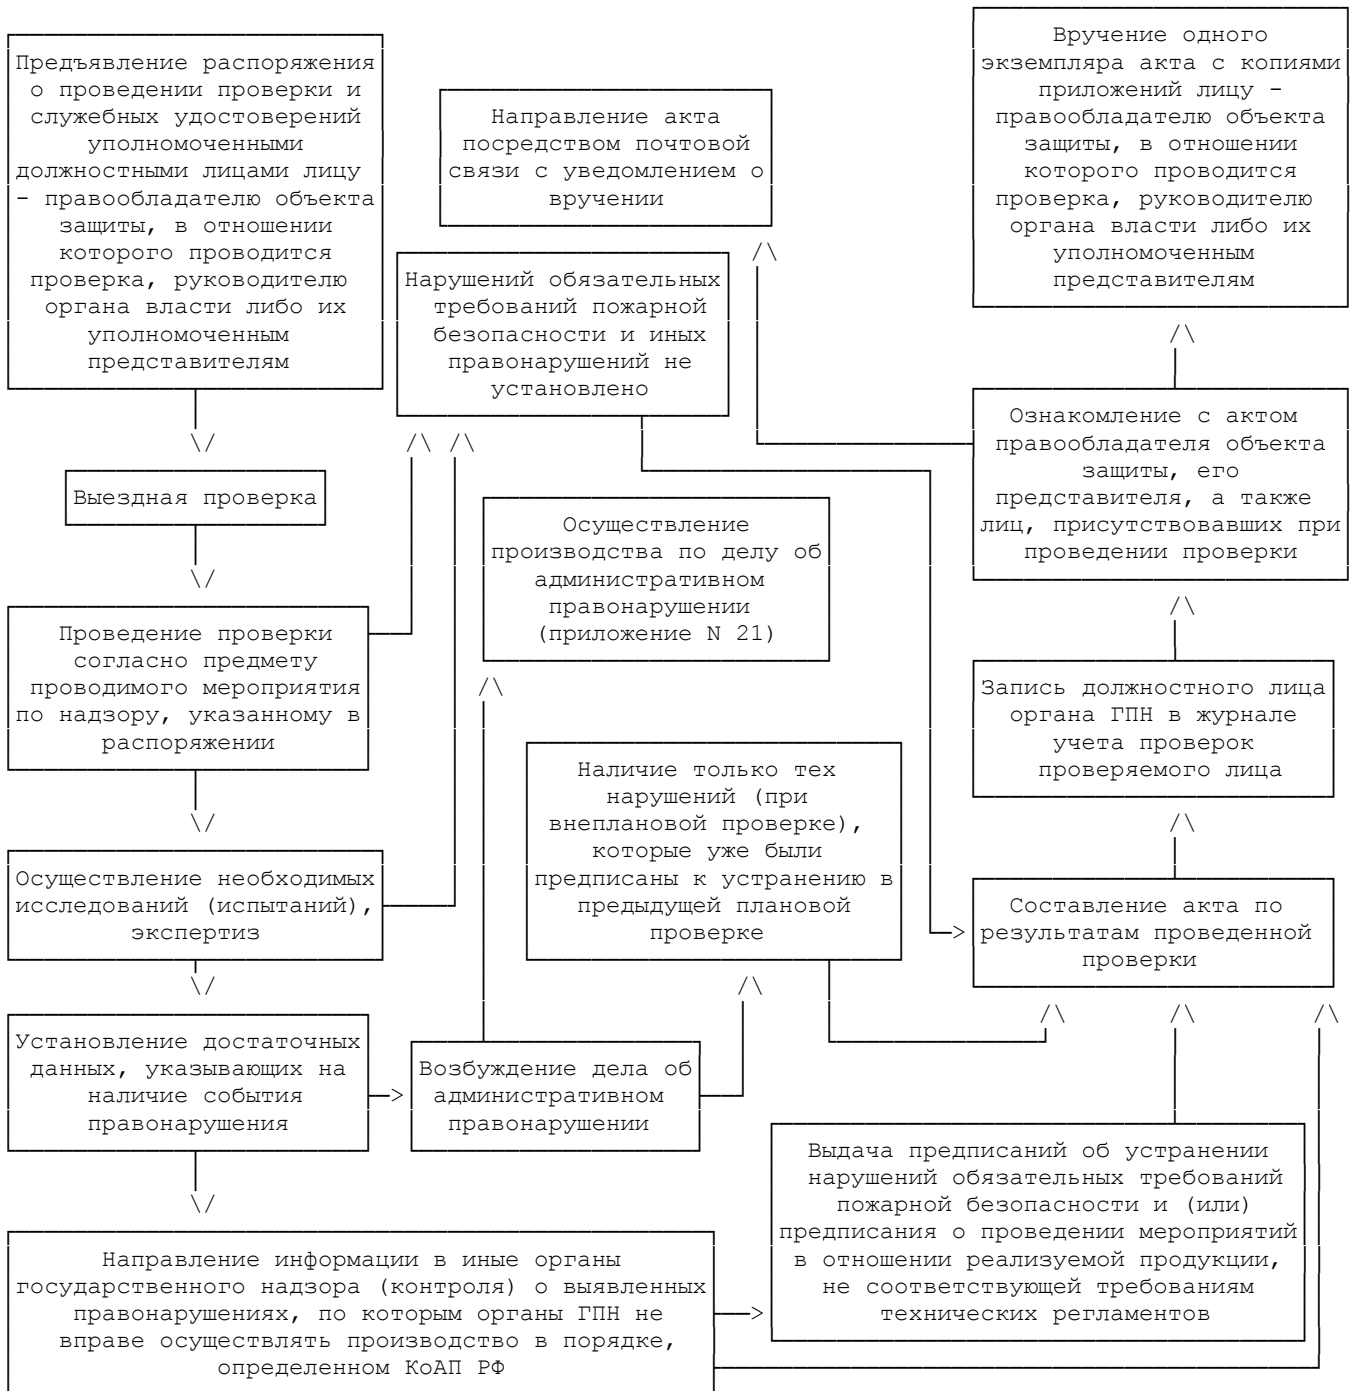 Предъявление распоряжения
о проведении проверки и
служебных удостоверений
уполномоченными
должностными лицами лицу
- правообладателю объекта
защиты, в отношении
которого проводится
проверка, руководителю
органа власти либо их
уполномоченным
представителям
Направление акта
посредством почтовой
связи с уведомлением о
вручении
Вручение одного
экземпляра акта с копиями
приложений лицу -
правообладателю объекта
защиты, в отношении
которого проводится
проверка, руководителю
органа власти либо их
уполномоченным
представителям
Нарушений обязательных
требований пожарной
безопасности и иных
правонарушений не
установлено
Ознакомление с актом
правообладателя объекта
защиты, его
представителя, а также
лиц, присутствовавших при
проведении проверки
Выездная проверка
Осуществление
производства по делу об
административном
правонарушении
(приложение N 21)
Проведение проверки
согласно предмету
проводимого мероприятия
по надзору, указанному в
распоряжении
Запись должностного лица
органа ГПН в журнале
учета проверок
проверяемого лица
Наличие только тех
нарушений (при
внеплановой проверке),
которые уже были
предписаны к устранению в
предыдущей плановой
проверке
Осуществление необходимых
исследований (испытаний),
экспертиз
Составление акта по
результатам проведенной
проверки
Установление достаточных
данных, указывающих на
наличие события
правонарушения
Возбуждение дела об
административном
правонарушении
Выдача предписаний об устранении
нарушений обязательных требований
пожарной безопасности и (или)
предписания о проведении мероприятий
в отношении реализуемой продукции,
не соответствующей требованиям
технических регламентов
Направление информации в иные органы
государственного надзора (контроля) о выявленных
правонарушениях, по которым органы ГПН не
вправе осуществлять производство в порядке,
определенном КоАП РФ